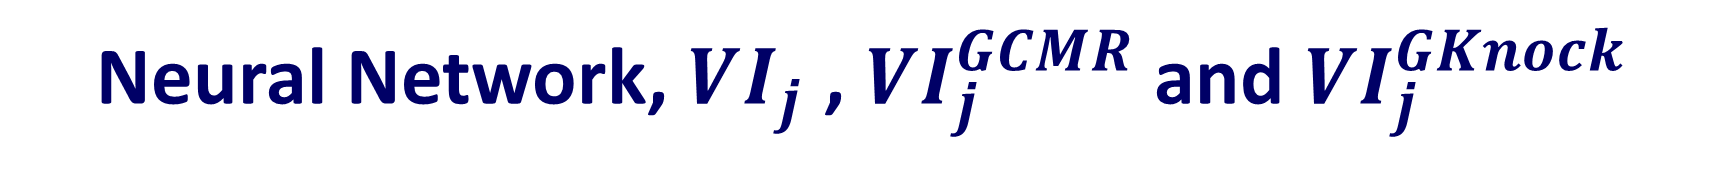 Neural Network, $VI_j$ , $VI_j^{GCMR}$ and $VI_j^{GKnock}$